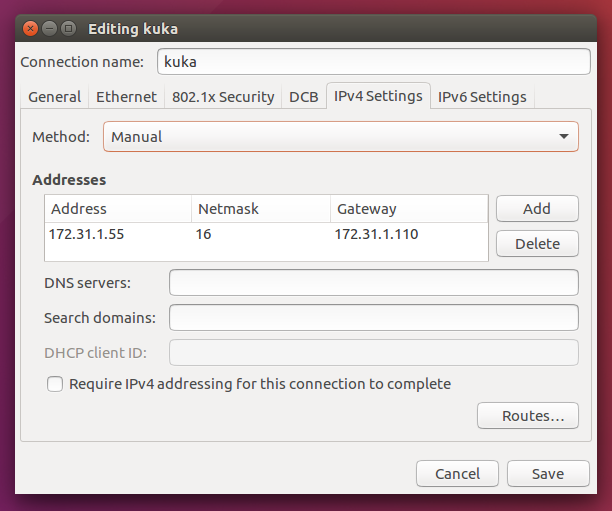 Editing kuka
Connection name: kuka
General Ethernet 802.1x Security DCB IPv4 Settings IPv6 Settings
Method: Manual
Addresses
Address Netmask Gateway Add
172.31.1.55 16 172.31.1.110
Delete
DNS servers:
Search domains:
DHCP client ID:
Require IPv4 addressing for this connection to complete
Routes...
Cancel Save